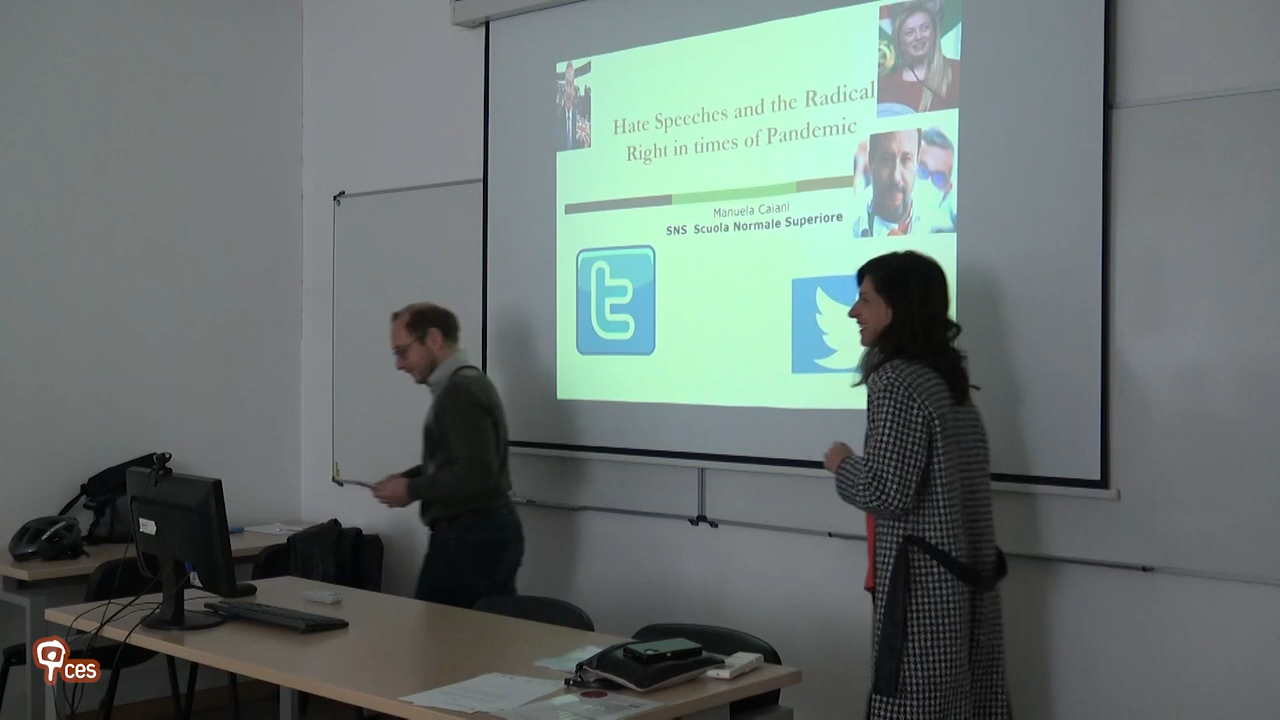 Hate Speeches and the Radical
Right in times of Pandemic
Manuela Caiani
SNS Scuola Normale Superiore
ces